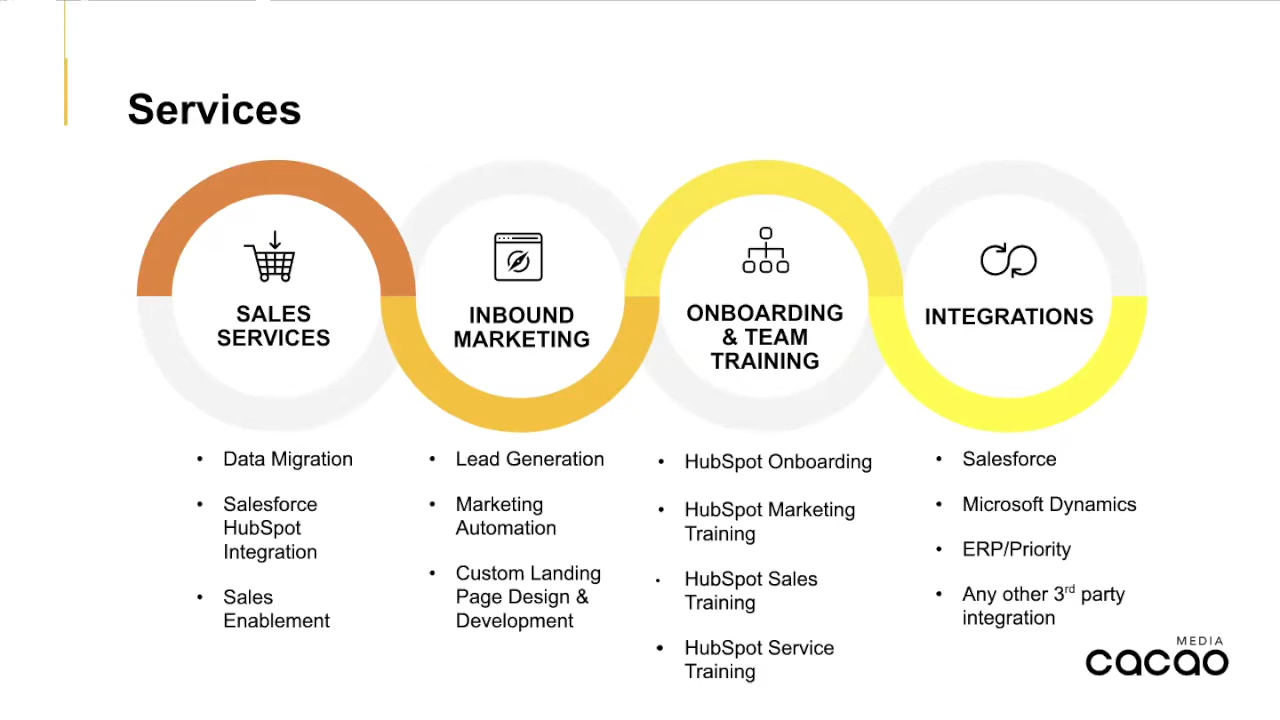 Services
SALES
SERVICES
• Data Migration
• Salesforce
HubSpot
Integration
• Sales
Enablement
INBOUND
MARKETING
• Lead Generation
• Marketing
Automation
• Custom Landing
Page Design &
Development
ONBOARDING
& TEAM
TRAINING
• HubSpot Onboarding
• HubSpot Marketing
Training
• HubSpot Sales
Training
• HubSpot Service
Training
INTEGRATIONS
• Salesforce
• Microsoft Dynamics
• ERP/Priority
• Any other 3rd party
integration
MEDIA
cacao